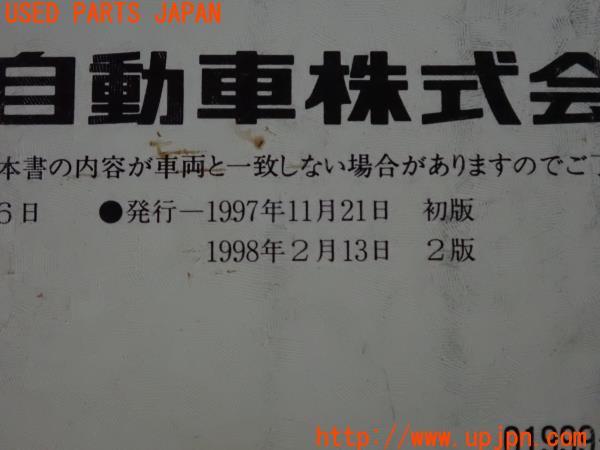 USED PARTS JAPAN
自動車株式会
本書の内容が車両と一致しない場合がありますのでご
6日 ●発行—1997年11月21日 初版
1998年2月13日 2版
01999
http://www.upjpn.com/